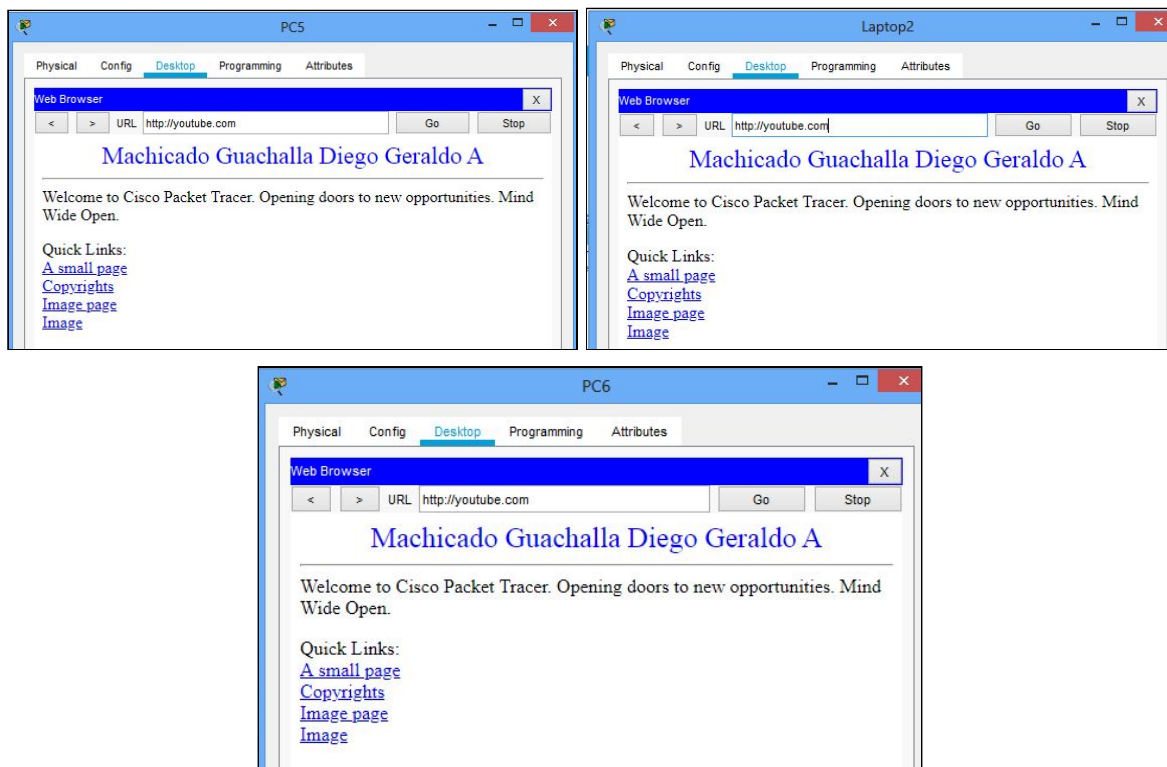 PC5
Physical Config Desktop Programming Attributes
Web Browser X
< > URL http://youtube.com Go Stop
Machicado Guachalla Diego Geraldo A
Welcome to Cisco Packet Tracer. Opening doors to new opportunities. Mind
Wide Open.
Quick Links:
A small page
Copyrights
Image page
Image
Laptop2
Physical Config Desktop Programming Attributes
Web Browser X
< > URL http://youtube.com Go Stop
Machicado Guachalla Diego Geraldo A
Welcome to Cisco Packet Tracer. Opening doors to new opportunities. Mind
Wide Open.
Quick Links:
A small page
Copyrights
Image page
Image
PC6
Physical Config Desktop Programming Attributes
Web Browser X
< > URL http://youtube.com Go Stop
Machicado Guachalla Diego Geraldo A
Welcome to Cisco Packet Tracer. Opening doors to new opportunities. Mind
Wide Open.
Quick Links:
A small page
Copyrights
Image page
Image